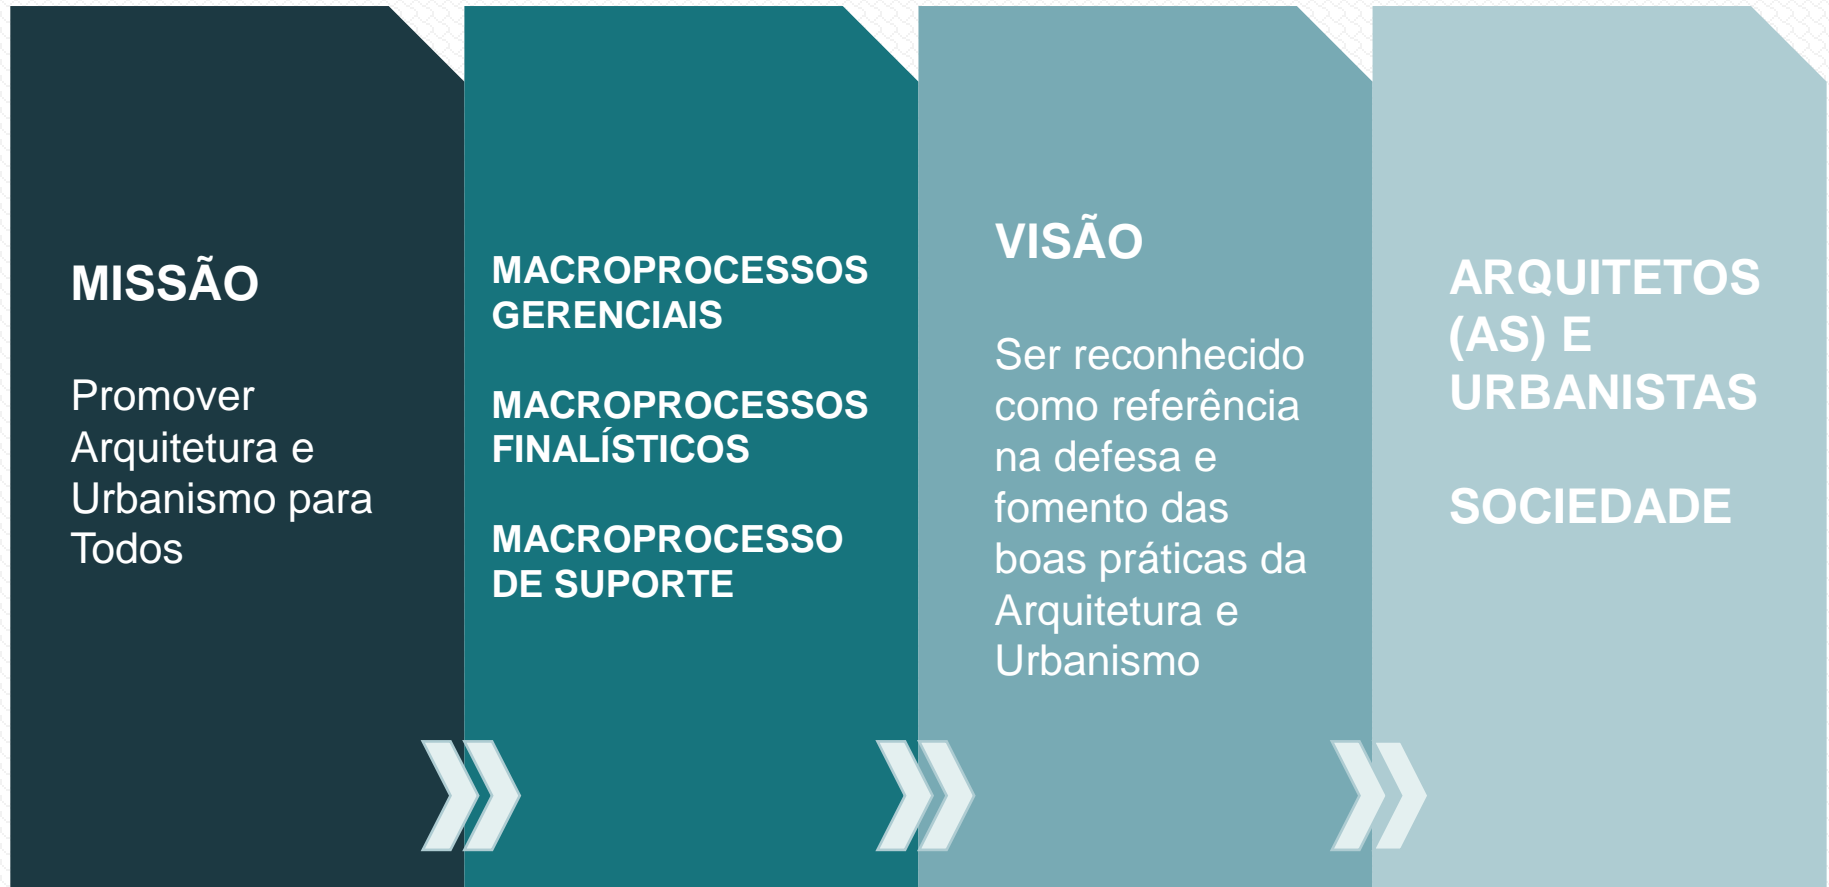 MISSÃO
Promover
Arquitetura e
Urbanismo para
Todos
MACROPROCESSOS
GERENCIAIS
MACROPROCESSOS
FINALÍSTICOS
MACROPROCESSO
DE SUPORTE
VISÃO
Ser reconhecido
como referência
na defesa e
fomento das
boas práticas da
Arquitetura e
Urbanismo
ARQUITETOS
(AS) E
URBANISTAS
SOCIEDADE